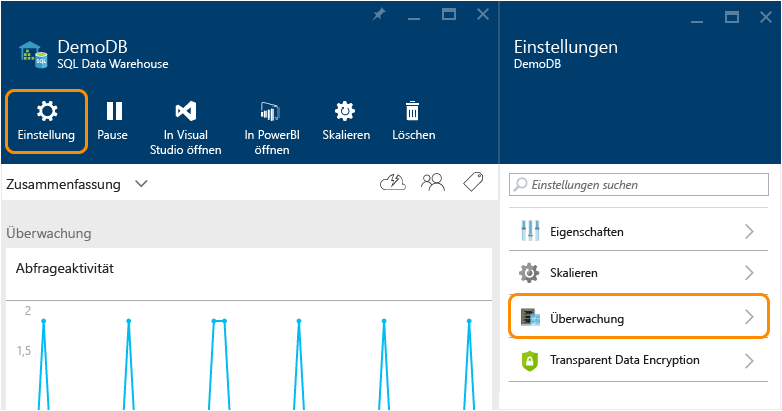 DemoDB
SQL Data Warehouse
Einstellung
Pause
In Visual
Studio öffnen
In PowerBI
öffnen
Skalieren
Löschen
Zusammenfassung
Überwachung
Abfrageaktivität
2
1,5
Einstellungen
DemoDB
Einstellungen suchen
Eigenschaften
Skalieren
Überwachung
Transparent Data Encryption